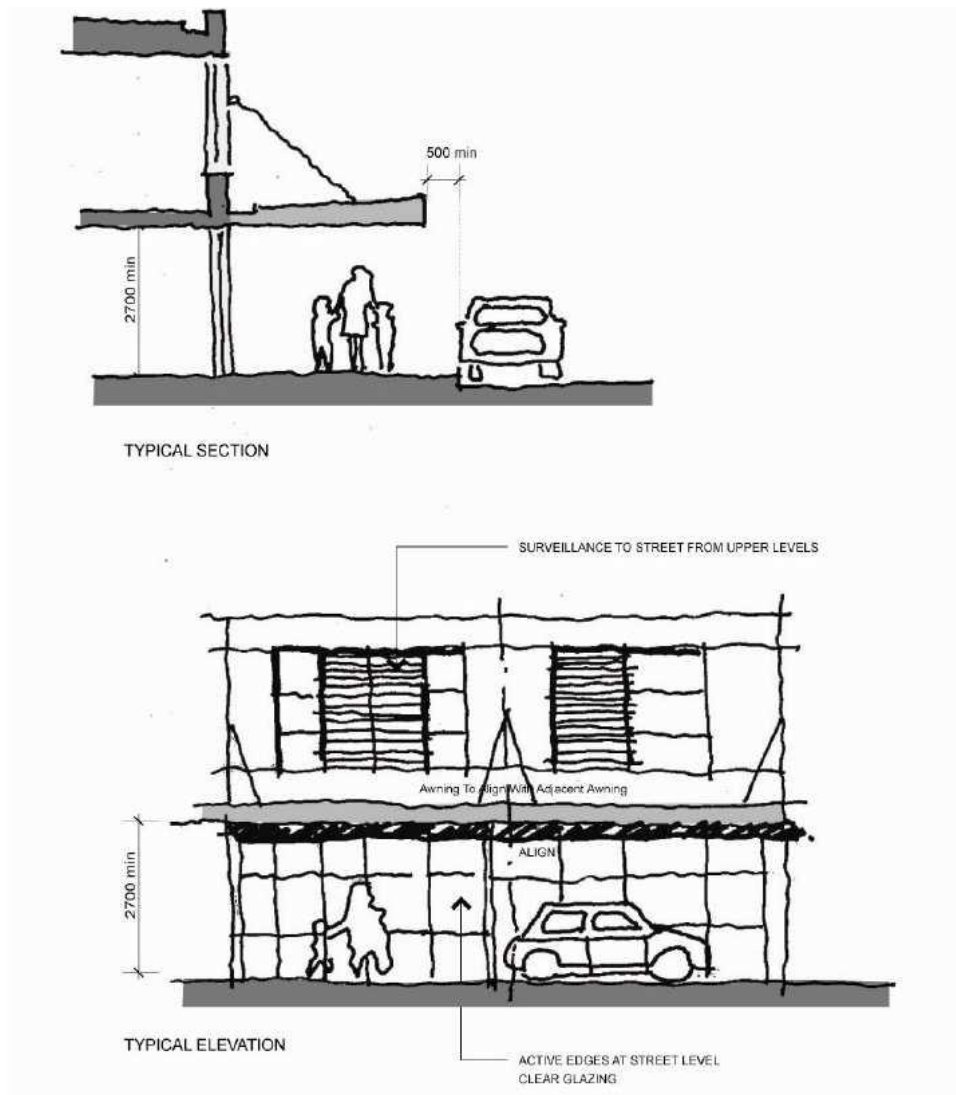 500 min
2700 min
TYPICAL SECTION
SURVEILLANCE TO STREET FROM UPPER LEVELS
Awning To Align With Adjacent Awning
ALIGN
2700 min
TYPICAL ELEVATION
ACTIVE EDGES AT STREET LEVEL
CLEAR GLAZING